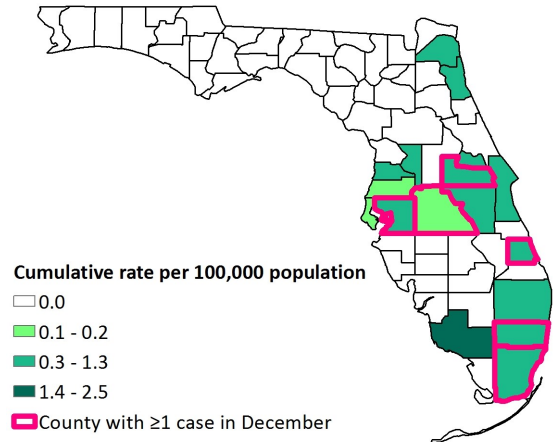 Cumulative rate per 100,000 population
0.0
0.1 - 0.2
0.3 - 1.3
1.4 - 2.5
County with ≥1 case in December